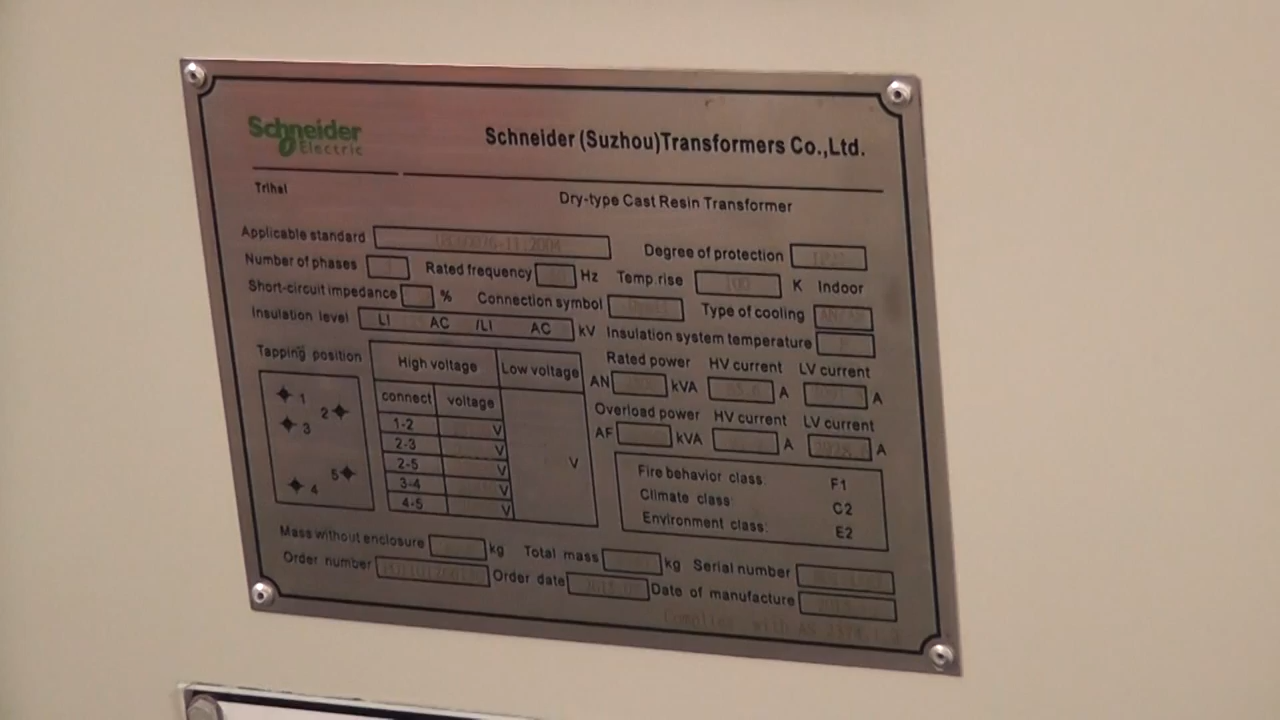 Schneider
Electric
Schneider (Suzhou)Transformers Co.,Ltd.
Trihal
Dry-type Cast Resin Transformer
Applicable standard
Degree of protection
Number of phases Rated frequency Hz Temp.rise 100 K Indoor
Short-circuit impedance % Connection symbol Type of cooling
Insulation level LI AC /LI AC kV Insulation system temperature
Tapping position
High voltage Low voltage
connect voltage
1-2 V
2-3 V
2-5 V
3-4 V
4-5 V
V
1
2
3
5
4
Rated power HV current LV current
AN kVA A A
Overload power HV current LV current
AF kVA A A
Fire behavior class: F1
Climate class: C2
Environment class: E2
Mass without enclosure kg Total mass kg Serial number
Order number Order date Date of manufacture
Complies with AS